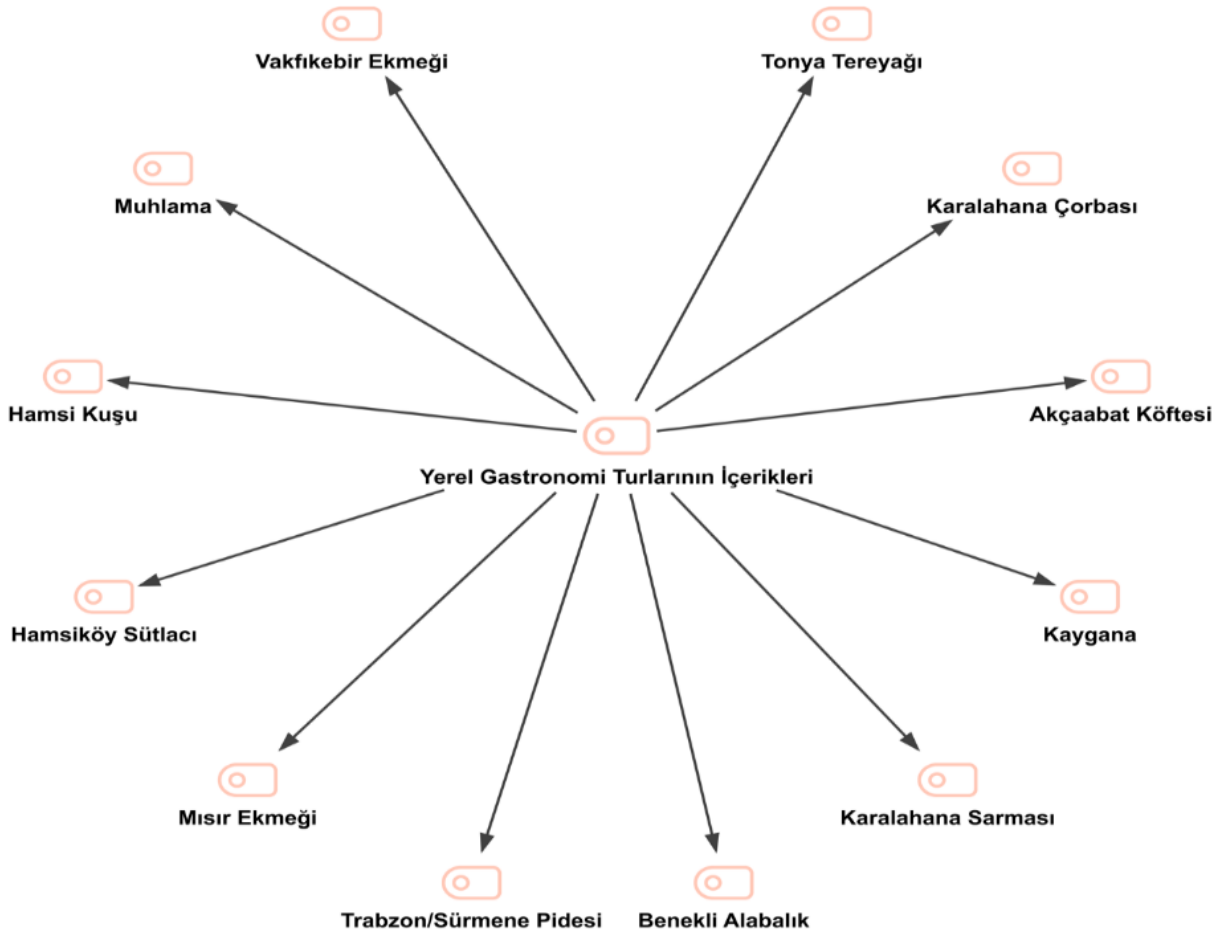 Vakfıkebir Ekmeği
Tonya Tereyağı
Muhlama
Karalahana Çorbası
Hamsi Kuşu
Akçaabat Köftesi
Yerel Gastronomi Turlarının İçerikleri
Hamsiköy Sütlacı
Kaygana
Mısır Ekmeği
Karalahana Sarması
Trabzon/Sürmene Pidesi
Benekli Alabalık